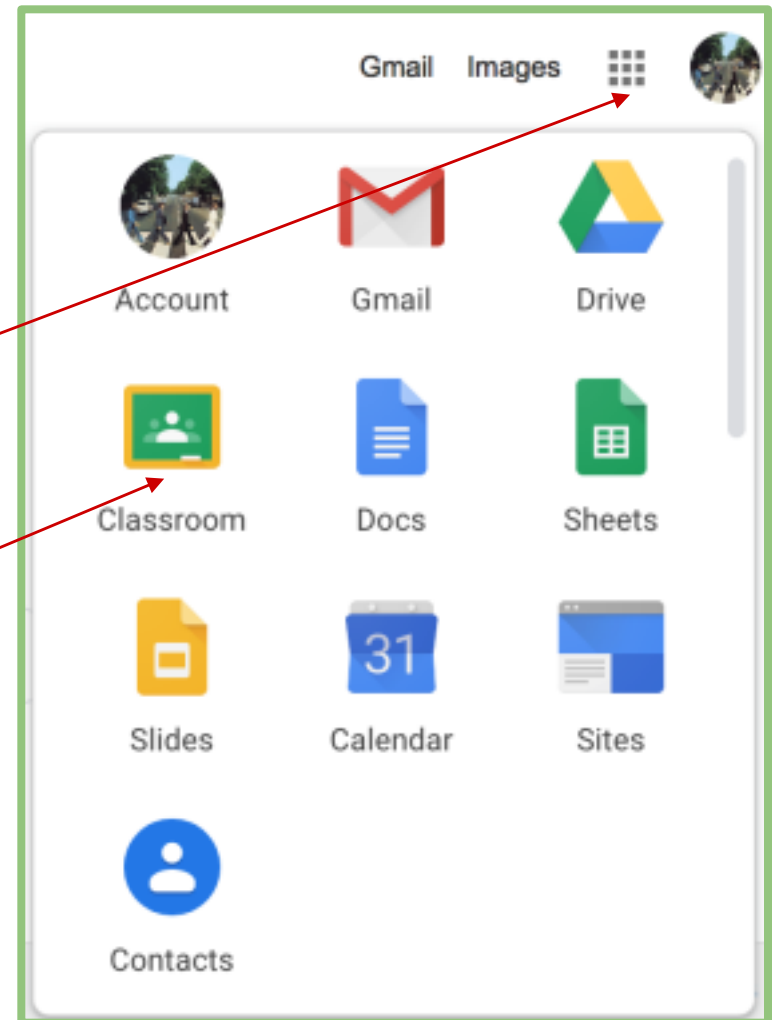 Gmail Images
Account Gmail Drive
Classroom Docs Sheets
31
Slides Calendar Sites
Contacts